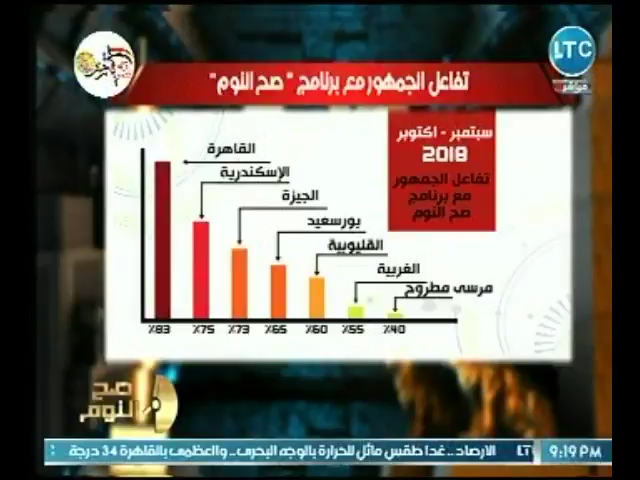 LTC
مباشر
تفاعل الجمهور مع برنامج " صح النوم"
سبتمبر - اكتوبر
2018
تفاعل الجمهور
مع برنامج
صح النوم
القاهرة
الإسكندرية
الجيزة
بورسعيد
القليوبية
الغربية
مرسى مطروح
٪83
٪75
٪73
٪65
٪60
٪55
٪40
صح
النوم
الارصاد ..غدا طقس مائل للحرارة بالوجه البحرى.. والعظمى بالقاهرة 34 درجة
LT
9:19 PM